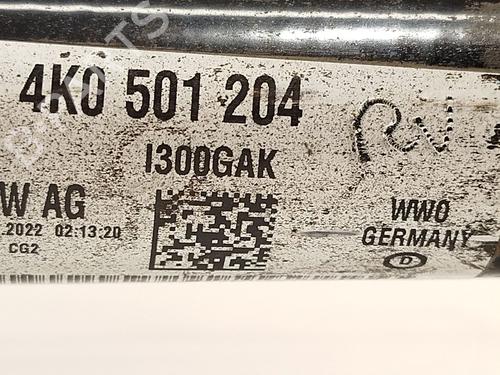 4K0 501 204
I300GAK
W AG
.2022 02:13:20
CG2
WWO
GERMANY
D